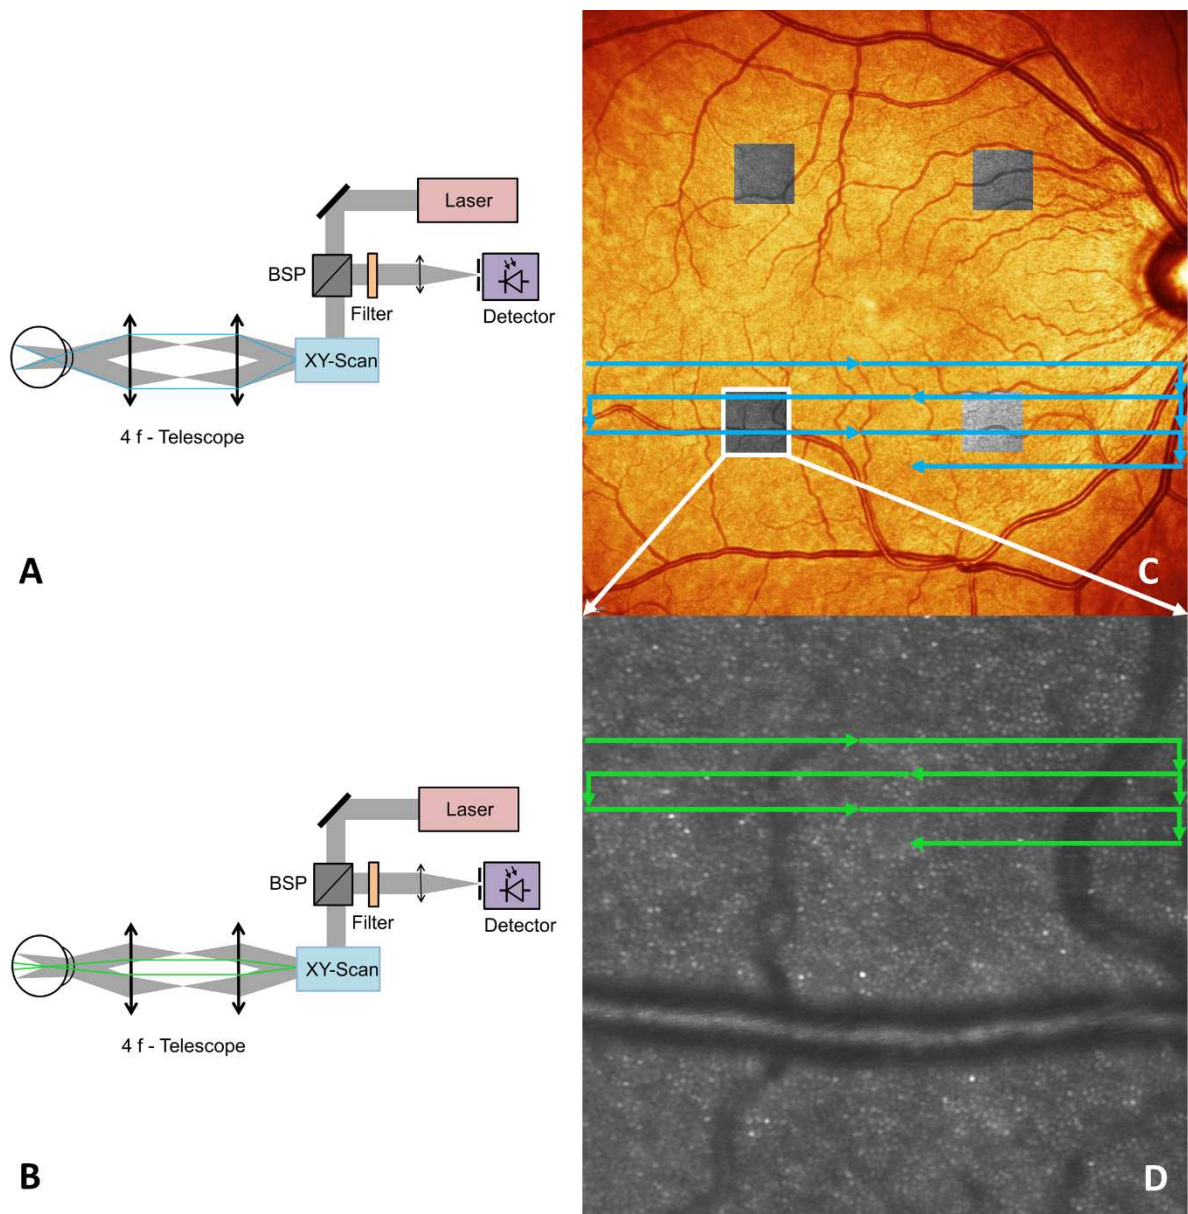 Laser
BSP
Filter
Detector
XY-Scan
4 f - Telescope
A
C
Laser
BSP
Filter
Detector
XY-Scan
4 f - Telescope
B
D